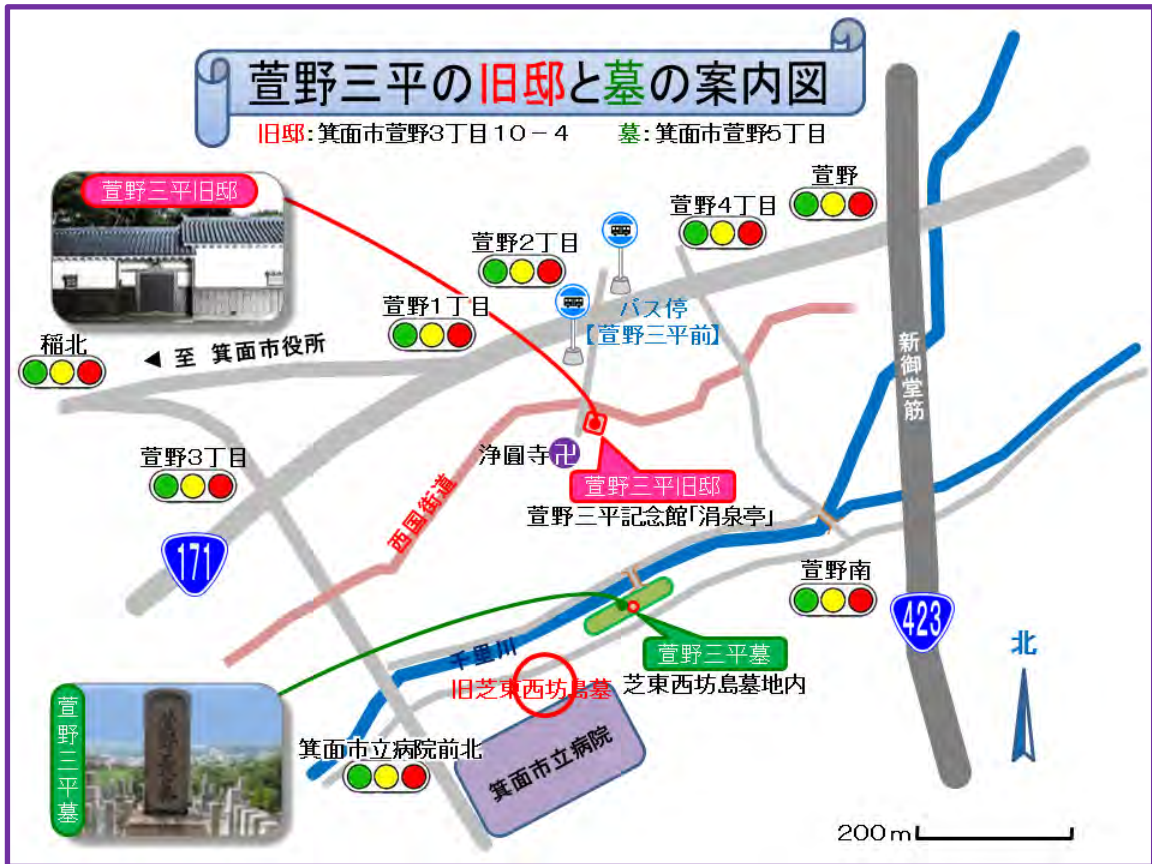 萱野三平の旧邸と墓の案内図
旧邸：箕面市萱野3丁目10－4　墓：箕面市萱野5丁目
萱野三平旧邸
萱野
萱野4丁目
萱野2丁目
バス停
【萱野三平前】
萱野1丁目
稲北
◀ 至 箕面市役所
新御堂筋
萱野3丁目
浄圓寺
卍
萱野三平旧邸
萱野三平記念館「涓泉亭」
西国街道
171
萱野南
423
千里川
萱野三平墓
芝東西坊島墓地内
旧芝東西坊島墓
北
萱野三平墓
箕面市立病院前北
箕面市立病院
200m